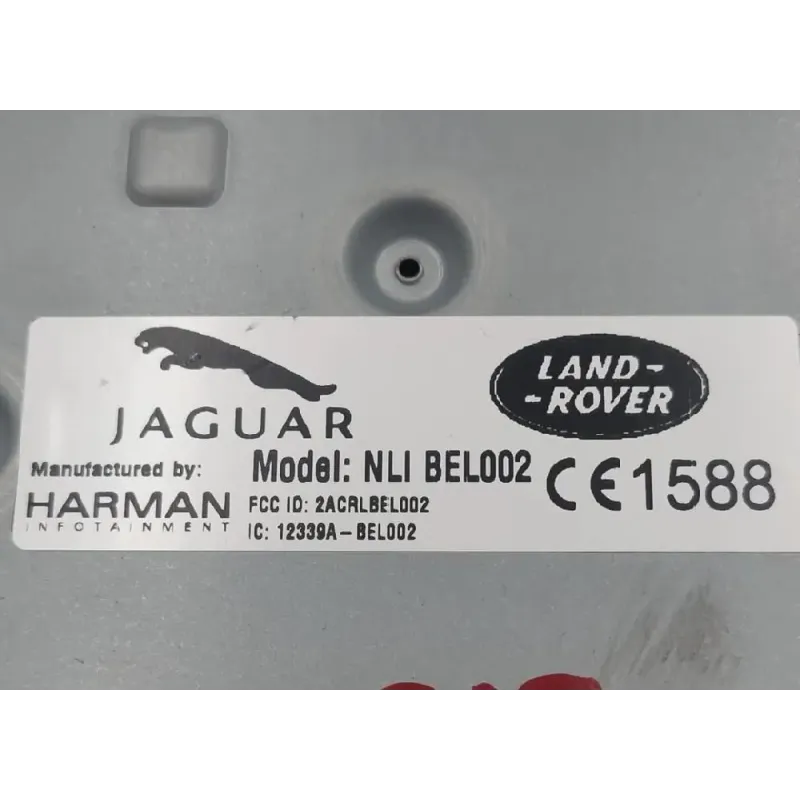 JAGUAR
LAND-
-ROVER
Manufactured by:
HARMAN
INFOTAINMENT
Model: NLI BEL002
FCC ID: 2ACRLBEL002
IC: 12339A-BEL002
CE1588